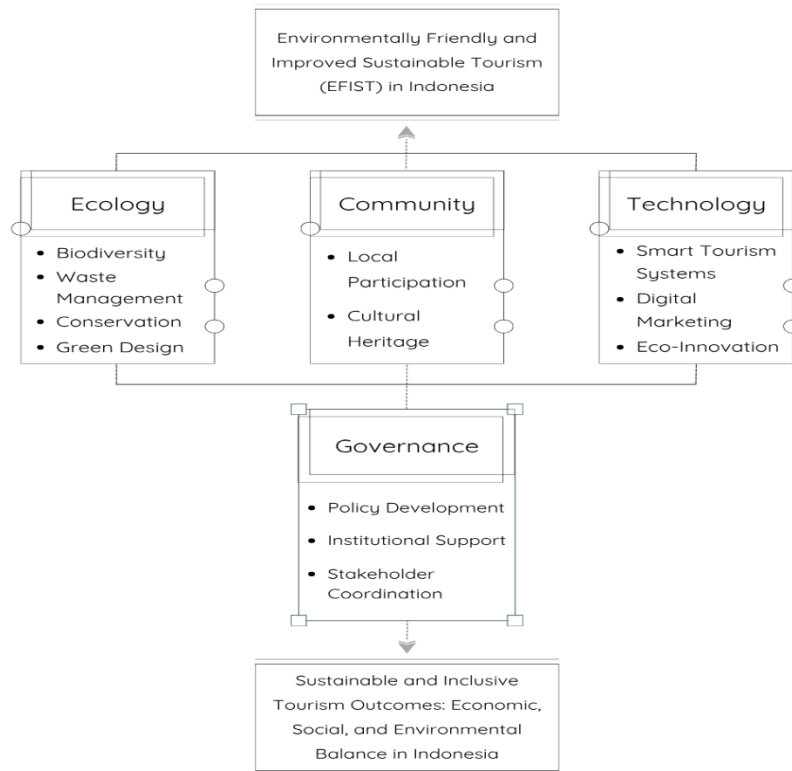 Environmentally Friendly and
Improved Sustainable Tourism
(EFIST) in Indonesia
Ecology
• Biodiversity
• Waste
Management
• Conservation
• Green Design
Community
• Local
Participation
• Cultural
Heritage
Technology
• Smart Tourism
Systems
• Digital
Marketing
• Eco-Innovation
Governance
• Policy Development
• Institutional Support
• Stakeholder
Coordination
Sustainable and Inclusive
Tourism Outcomes: Economic,
Social, and Environmental
Balance in Indonesia